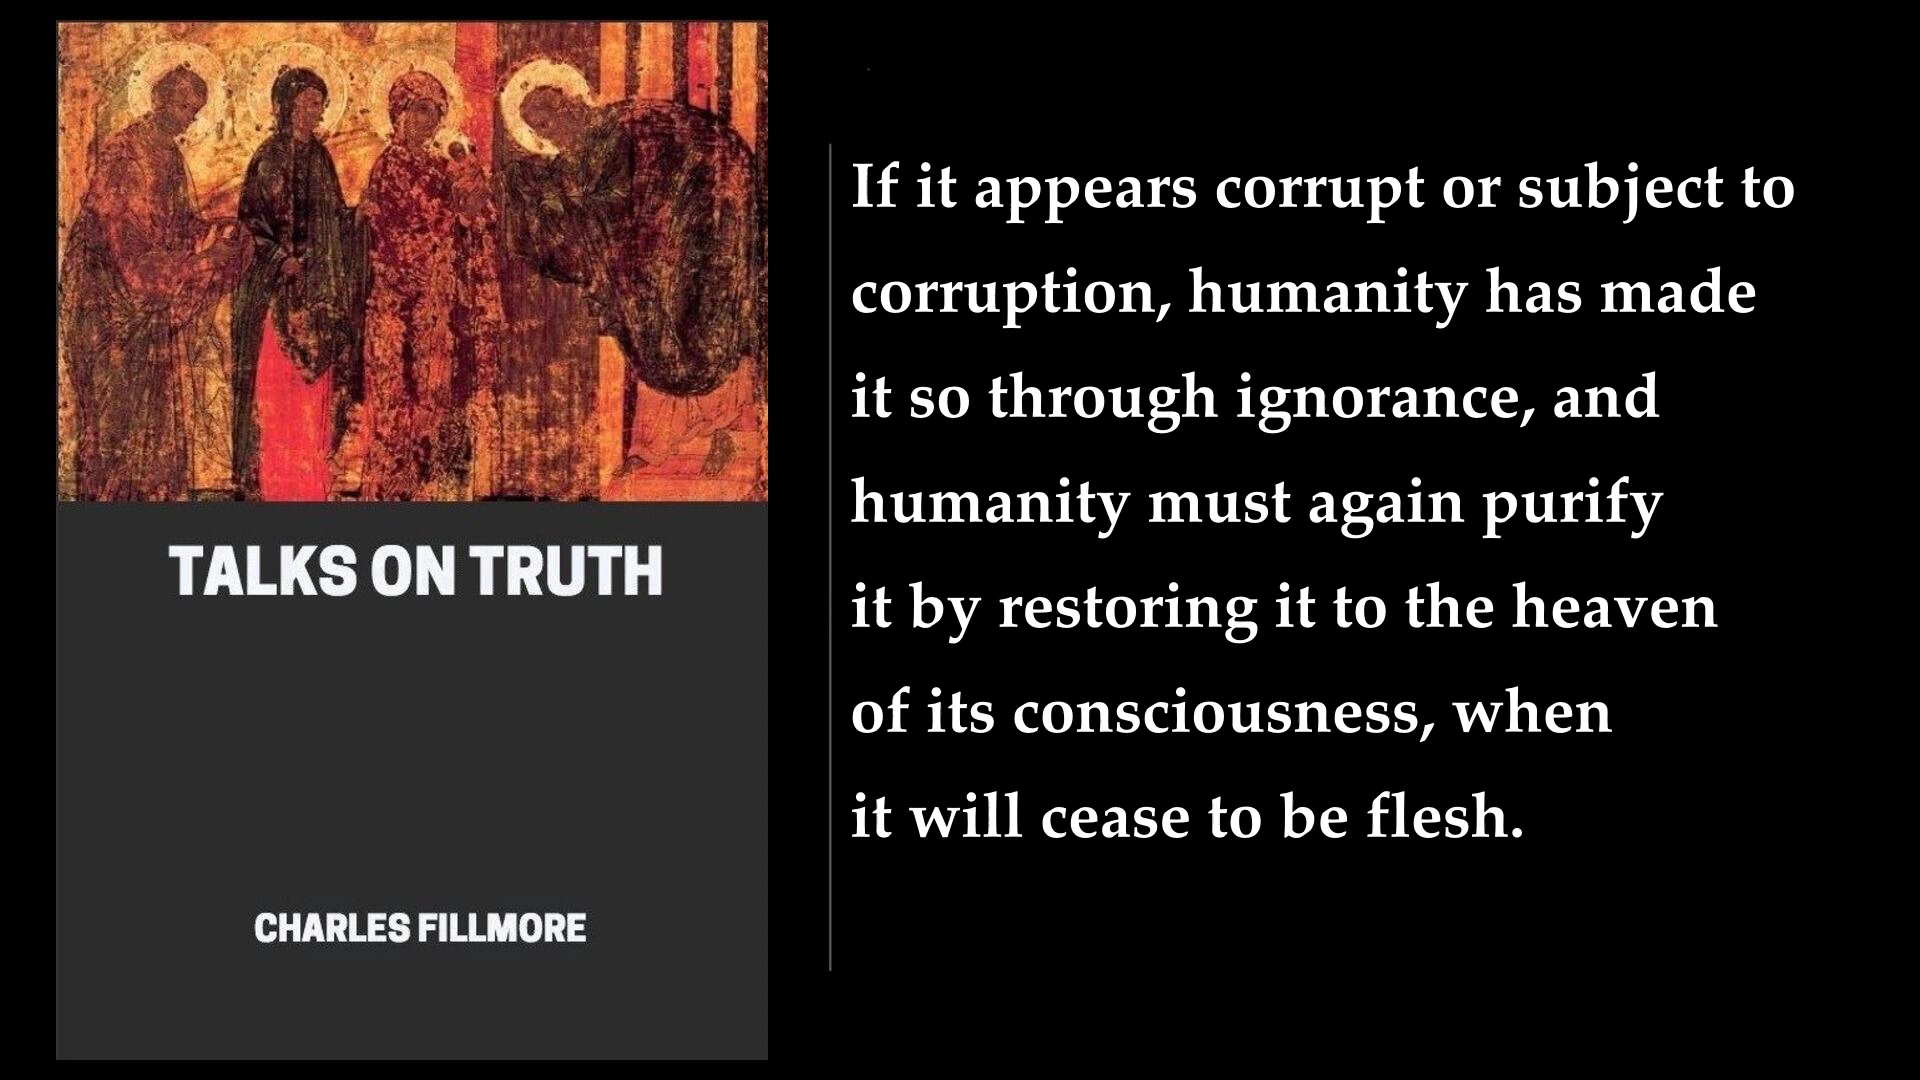 TALKS ON TRUTH
CHARLES FILLMORE
If it appears corrupt or subject to
corruption, humanity has made
it so through ignorance, and
humanity must again purify
it by restoring it to the heaven
of its consciousness, when
it will cease to be flesh.